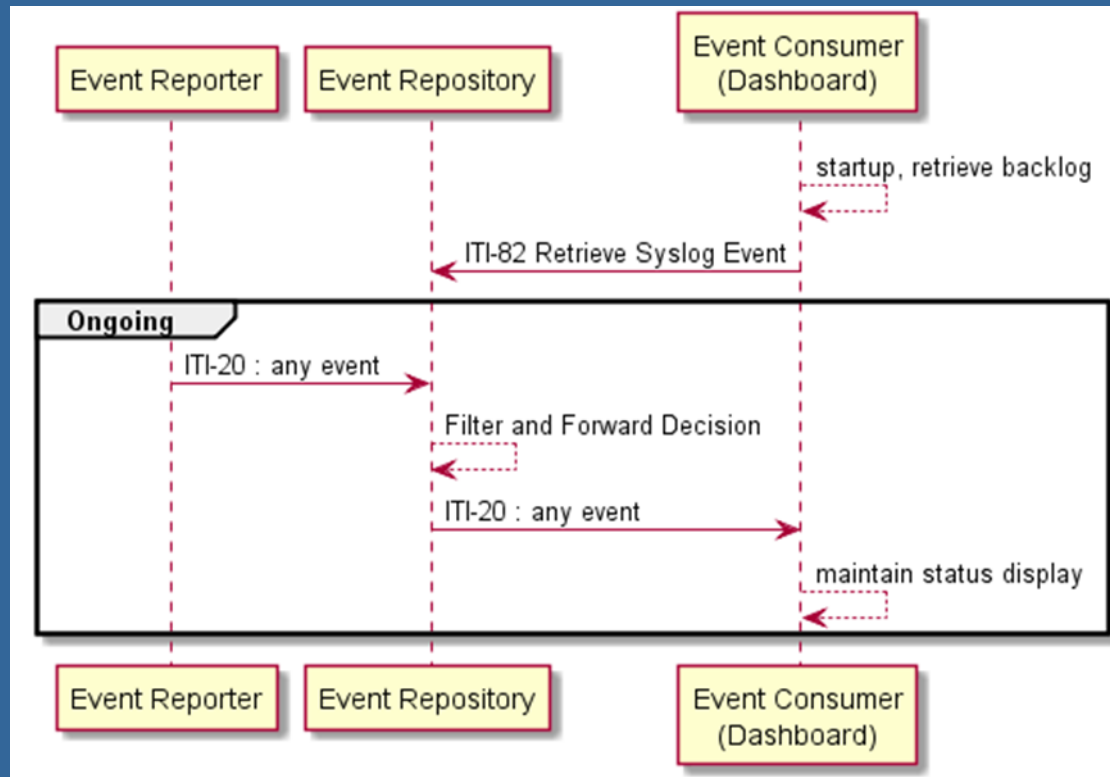 Event Reporter
Event Repository
Event Consumer
(Dashboard)
startup, retrieve backlog
ITI-82 Retrieve Syslog Event
Ongoing
ITI-20 : any event
Filter and Forward Decision
ITI-20 : any event
maintain status display
Event Reporter
Event Repository
Event Consumer
(Dashboard)